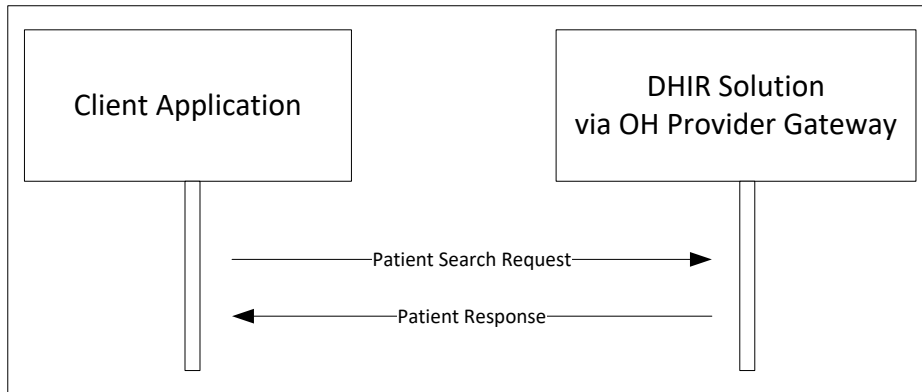 Client Application
DHIR Solution
via OH Provider Gateway
Patient Search Request
Patient Response